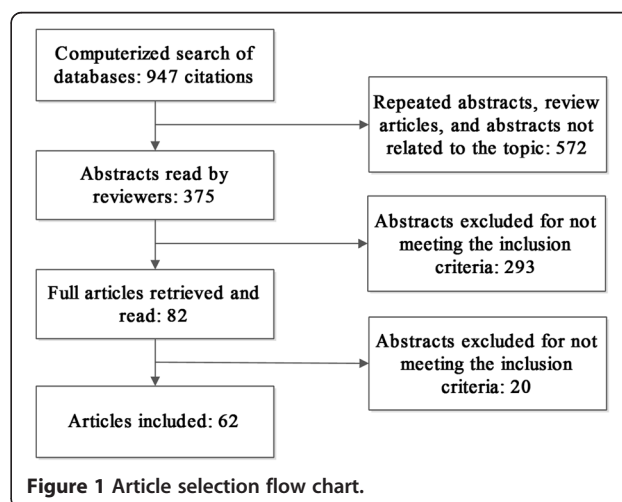 Computerized search of
databases: 947 citations
Repeated abstracts, review
articles, and abstracts not
related to the topic: 572
Abstracts read by
reviewers: 375
Abstracts excluded for not
meeting the inclusion
criteria: 293
Full articles retrieved and
read: 82
Abstracts excluded for not
meeting the inclusion
criteria: 20
Articles included: 62
Figure 1 Article selection flow chart.